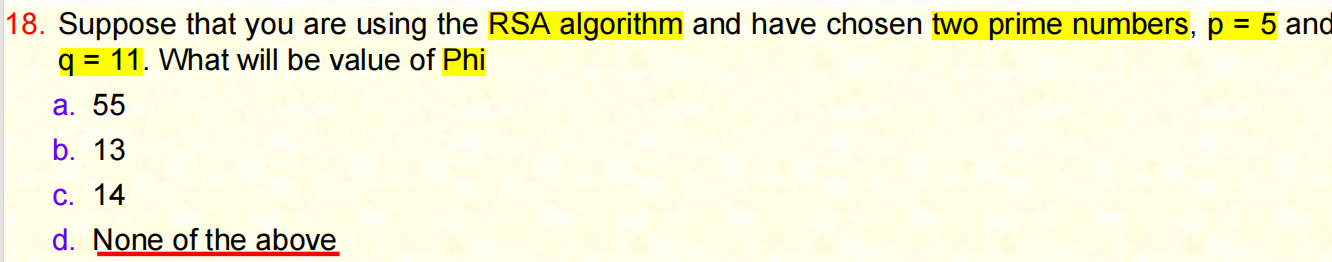 18. Suppose that you are using the RSA algorithm and have chosen two prime numbers, p = 5 and
q = 11. What will be value of Phi
a. 55
b. 13
c. 14
d. None of the above